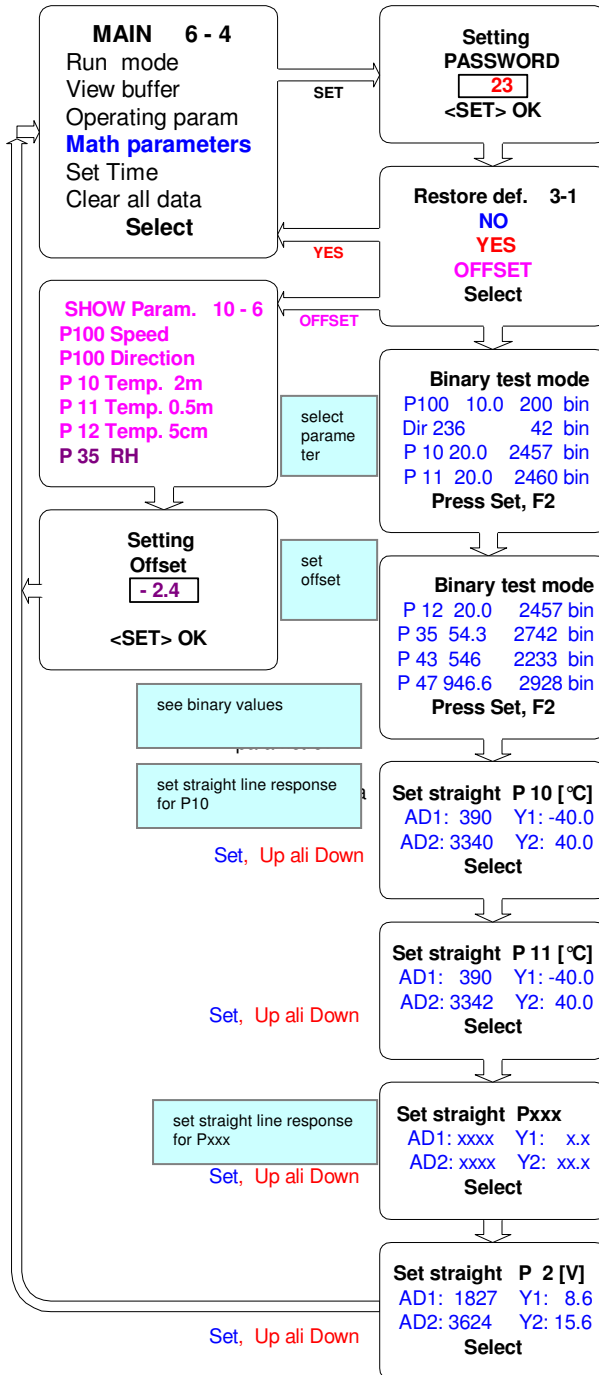 MAIN 6 - 4
Run mode
View buffer
Operating param
Math parameters
Set Time
Clear all data
Select
SET
Setting
PASSWORD
23
<SET> OK
Restore def. 3-1
NO
YES
OFFSET
Select
YES
OFFSET
SHOW Param. 10 - 6
P100 Speed
P100 Direction
P 10 Temp. 2m
P 11 Temp. 0.5m
P 12 Temp. 5cm
P 35 RH
select
parame
ter
Binary test mode
P100 10.0 200 bin
Dir 236 42 bin
P 10 20.0 2457 bin
P 11 20.0 2460 bin
Press Set, F2
Setting
Offset
- 2.4
<SET> OK
set
offset
Binary test mode
P 12 20.0 2457 bin
P 35 54.3 2742 bin
P 43 546 2233 bin
P 47 946.6 2928 bin
Press Set, F2
see binary values
set straight line response
for P10
a
Set, Up ali Down
Set straight P 10 [°C]
AD1: 390 Y1: -40.0
AD2: 3340 Y2: 40.0
Select
Set straight P 11 [°C]
AD1: 390 Y1: -40.0
AD2: 3342 Y2: 40.0
Select
Set, Up ali Down
set straight line response
for Pxxx
Set, Up ali Down
Set straight Pxxx
AD1: xxxx Y1: x.x
AD2: xxxx Y2: xx.x
Select
Set straight P 2 [V]
AD1: 1827 Y1: 8.6
AD2: 3624 Y2: 15.6
Select
Set, Up ali Down